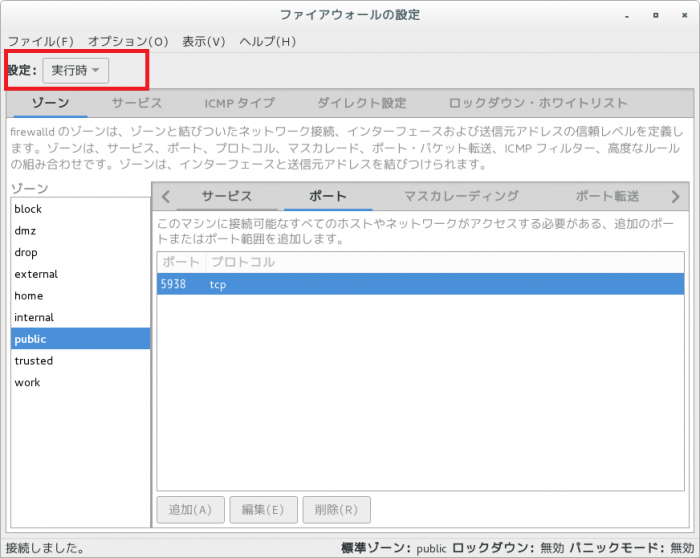 ファイアウォールの設定
ファイル(F) オプション(O) 表示(V) ヘルプ(H)
設定: 実行時
ゾーン サービス ICMP タイプ ダイレクト設定 ロックダウン・ホワイトリスト
firewalld のゾーンは、ゾーンと結びついたネットワーク接続、インターフェースおよび送信元アドレスの信頼レベルを定義し
ます。ゾーンは、サービス、ポート、プロトコル、マスカレード、ポート・パケット転送、ICMP フィルター、高度なルール
の組み合わせです。ゾーンは、インターフェースと送信元アドレスを結びつけられます。
ゾーン
block
dmz
drop
external
home
internal
public
trusted
work
サービス ポート マスカレーディング ポート転送
このマシンに接続可能なすべてのホストやネットワークがアクセスする必要がある、追加のポー
トまたはポート範囲を追加します。
ポート プロトコル
5938 tcp
追加(A) 編集(E) 削除(R)
接続しました。 標準ゾーン: public ロックダウン: 無効 パニックモード: 無効